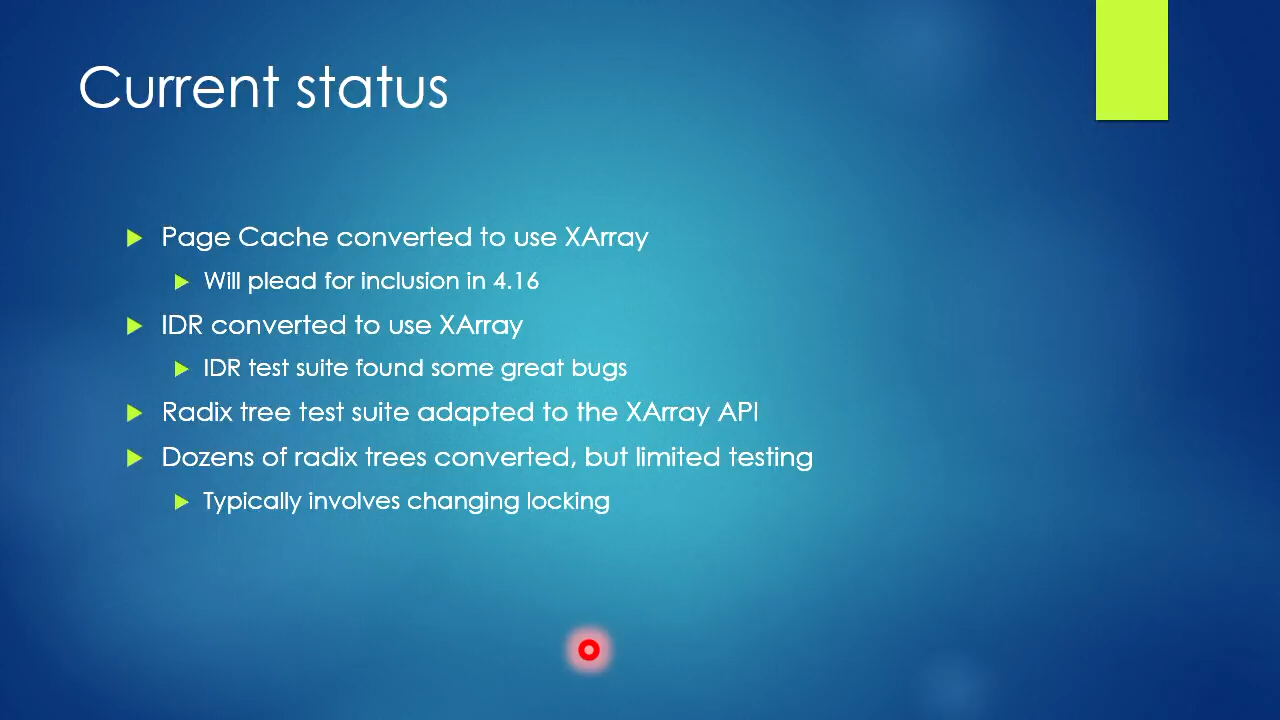 Current status
Page Cache converted to use XArray
Will plead for inclusion in 4.16
IDR converted to use XArray
IDR test suite found some great bugs
Radix tree test suite adapted to the XArray API
Dozens of radix trees converted, but limited testing
Typically involves changing locking